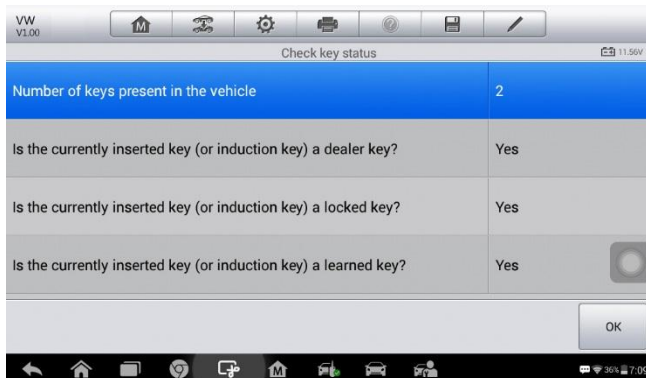 VW
V1.00
Check key status
11.56V
Number of keys present in the vehicle 2
Is the currently inserted key (or induction key) a dealer key? Yes
Is the currently inserted key (or induction key) a locked key? Yes
Is the currently inserted key (or induction key) a learned key? Yes
OK
36% 7:09